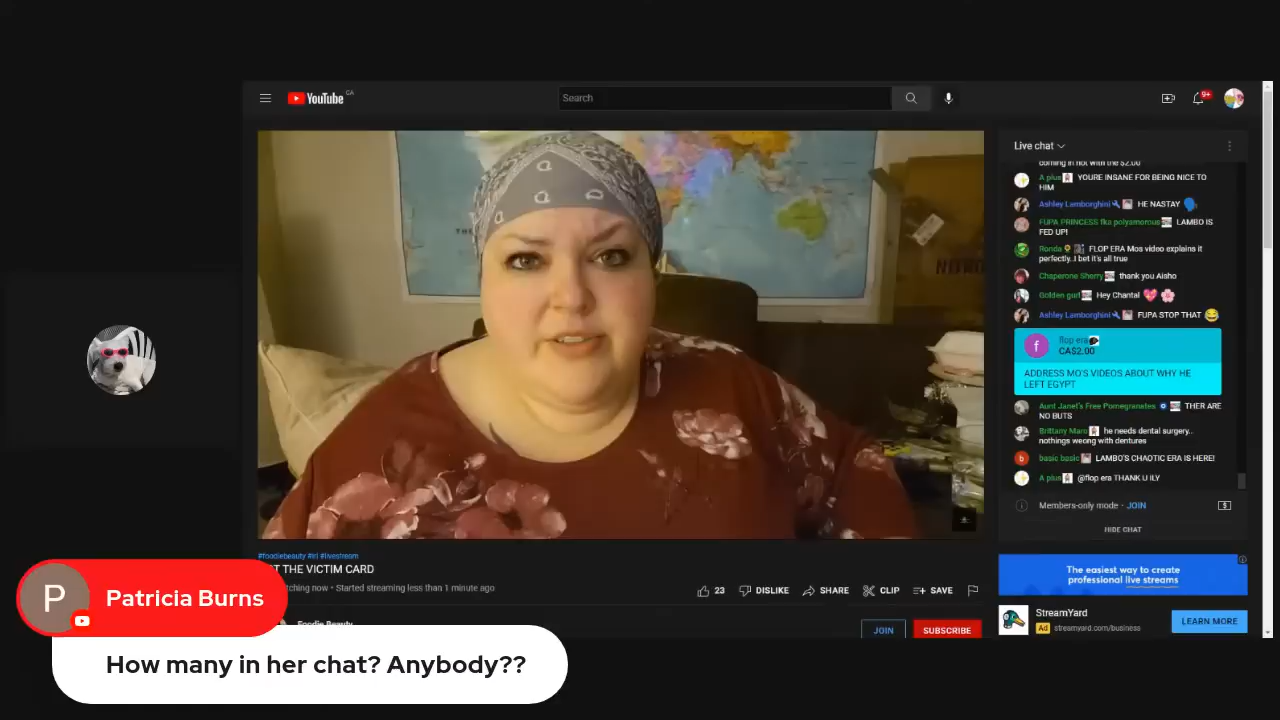 YouTube CA
Search
9+
Live chat
coming in hot with the $2.00
A plus YOURE INSANE FOR BEING NICE TO
HIM
Ashley Lamborghini HE NASTAY
FUPA PRINCESS fka polyamorous LAMBO IS
FED UP!
Ronda FLOP ERA Mos video explains it
perfectly..I bet it's all true
Chaperone Sherry thank you Aisho
Golden gurl Hey Chantal
Ashley Lamborghini FUPA STOP THAT
f
flop era
CA$2.00
ADDRESS MO'S VIDEOS ABOUT WHY HE
LEFT EGYPT
Aunt Janet's Free Pomegranates THER ARE
NO BUTS
Brittany Maro he needs dental surgery..
nothings weong with dentures
b basic basic LAMBO'S CHAOTIC ERA IS HERE!
A plus @flop era THANK U ILY
Members-only mode - JOIN
HIDE CHAT
#foodiebeauty #irl #livestream
THE VICTIM CARD
now • Started streaming less than 1 minute ago
23 DISLIKE SHARE CLIP SAVE
Foodie Beauty
JOIN SUBSCRIBE
The easiest way to create
professional live streams
StreamYard
Ad streamyard.com/business
LEARN MORE
P Patricia Burns
How many in her chat? Anybody??